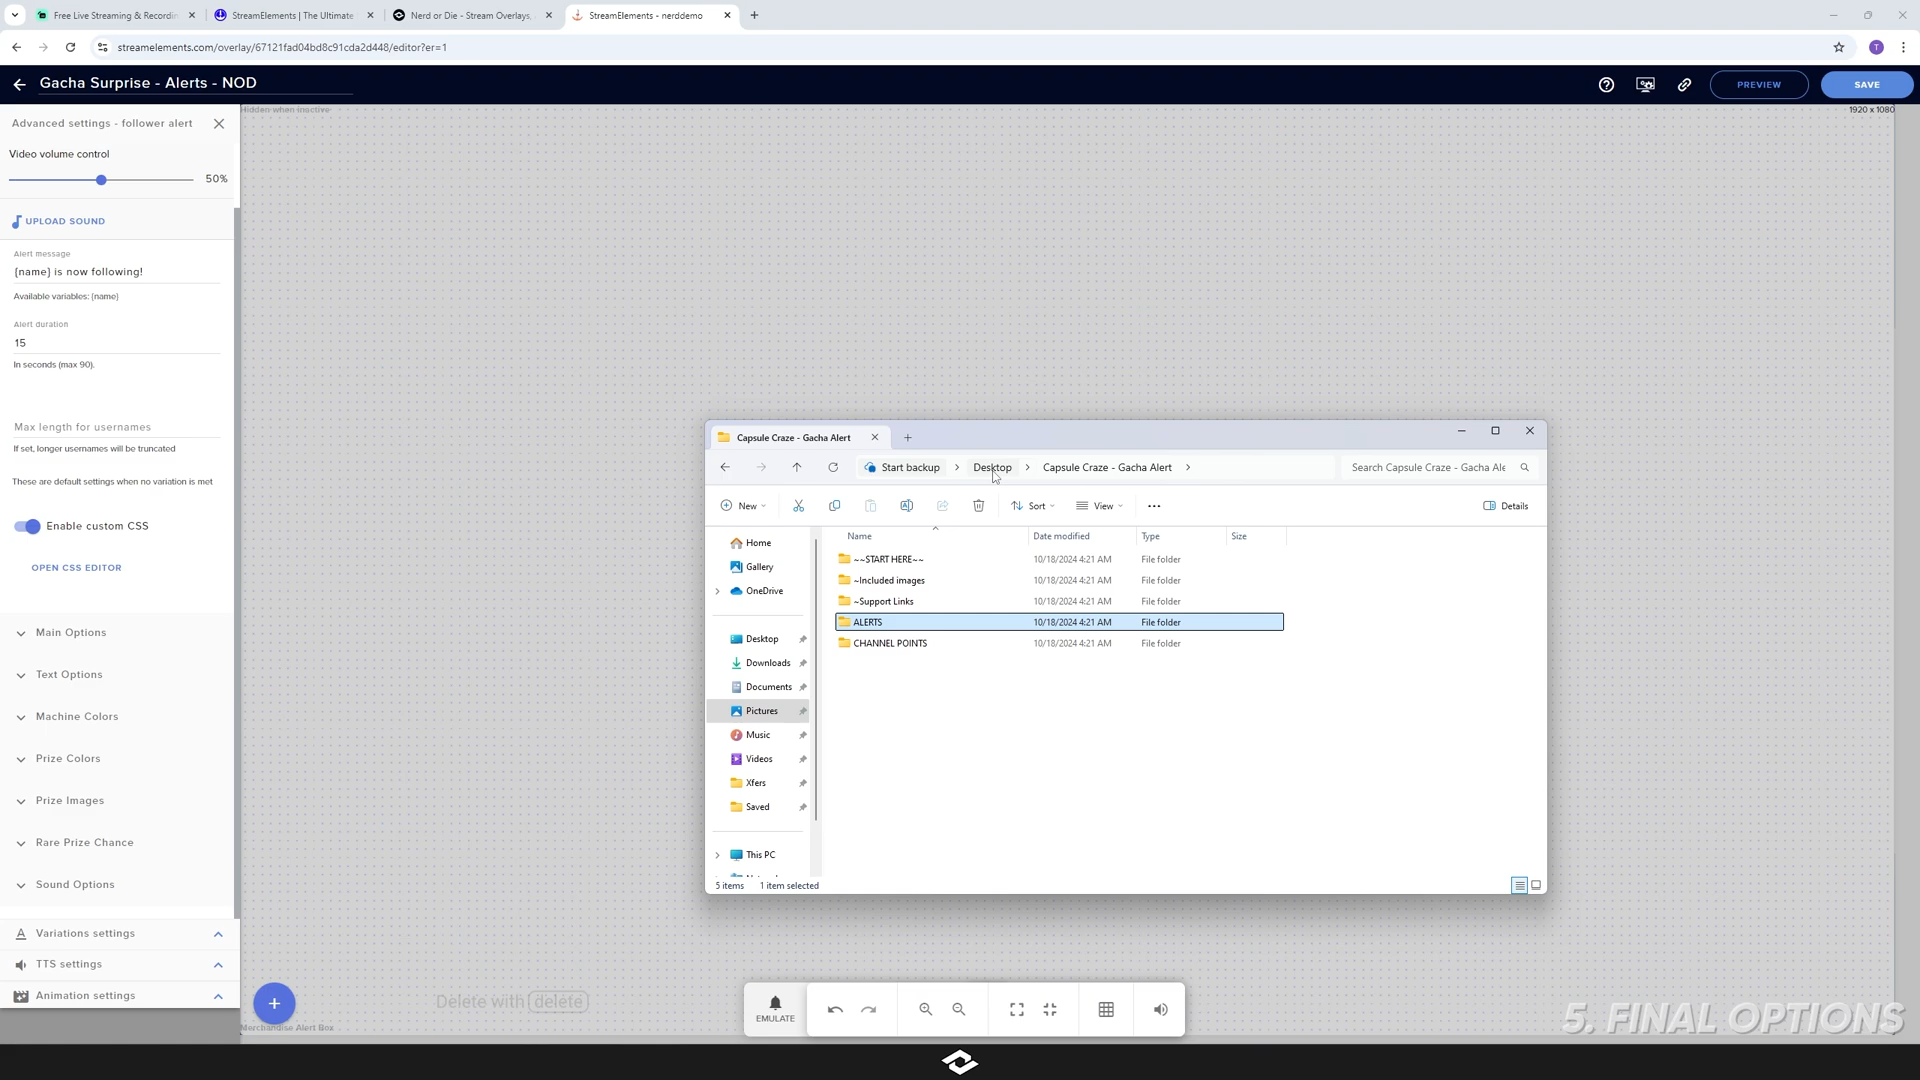 Free Live Streaming & Recordin
StreamElements | The Ultimate
Nerd or Die - Stream Overlays,
StreamElements - nerddemo
streamelements.com/overlay/67121fad04bd8c91cda2d448/editor?er=1
T
Gacha Surprise - Alerts - NOD
PREVIEW
SAVE
Hidden when inactive
1920 x 1080
Advanced settings - follower alert
Video volume control
50%
UPLOAD SOUND
Alert message
{name} is now following!
Available variables: {name}
Alert duration
15
In seconds (max 90).
Max length for usernames
If set, longer usernames will be truncated
These are default settings when no variation is met
Enable custom CSS
OPEN CSS EDITOR
Main Options
Text Options
Machine Colors
Prize Colors
Prize Images
Rare Prize Chance
Sound Options
Variations settings
TTS settings
Animation settings
Capsule Craze - Gacha Alert
Start backup
Desktop
Capsule Craze - Gacha Alert
Search Capsule Craze - Gacha Ale
New
Sort
View
Details
Name
Date modified
Type
Size
Home
Gallery
OneDrive
Desktop
Downloads
Documents
Pictures
Music
Videos
Xfers
Saved
This PC
~~START HERE~~ 10/18/2024 4:21 AM File folder
~Included images 10/18/2024 4:21 AM File folder
~Support Links 10/18/2024 4:21 AM File folder
ALERTS 10/18/2024 4:21 AM File folder
CHANNEL POINTS 10/18/2024 4:21 AM File folder
5 items
1 item selected
Delete with delete
Merchandise Alert Box
EMULATE
5. FINAL OPTIONS